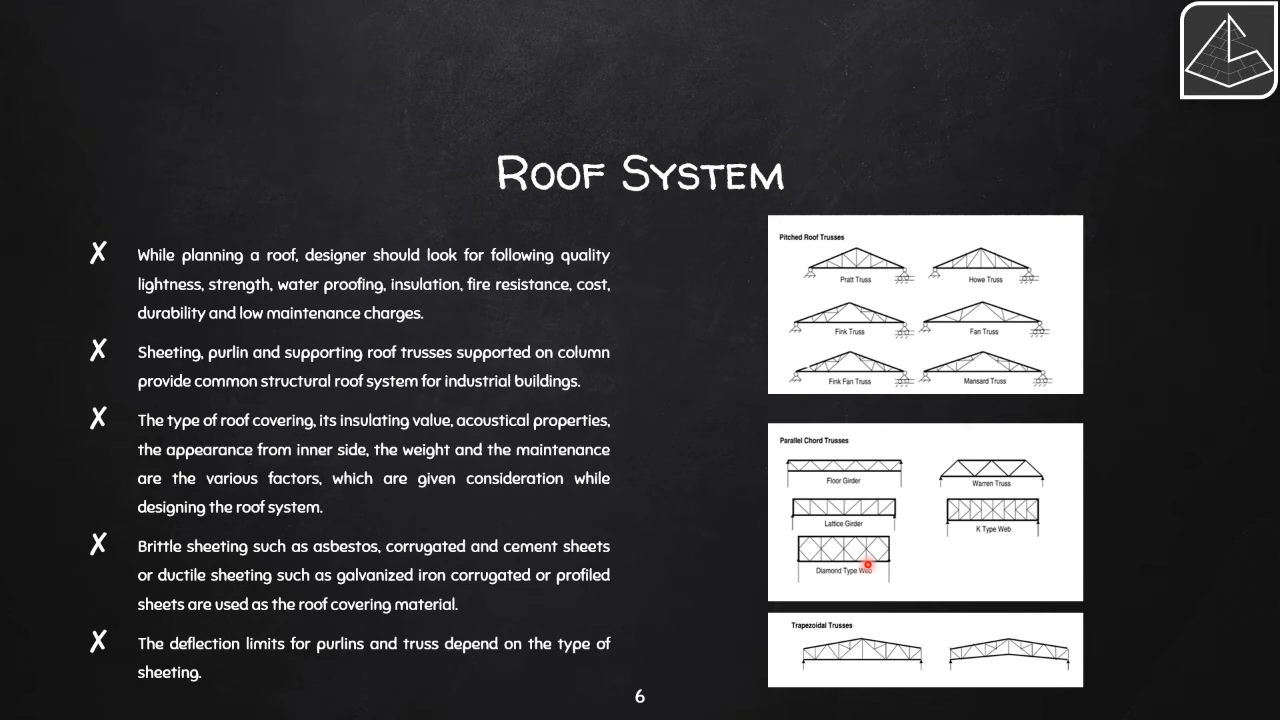 Roof System
✗ While planning a roof, designer should look for following quality
lightness, strength, water proofing, insulation, fire resistance, cost,
durability and low maintenance charges.
✗ Sheeting, purlin and supporting roof trusses supported on column
provide common structural roof system for industrial buildings.
✗ The type of roof covering, its insulating value, acoustical properties,
the appearance from inner side, the weight and the maintenance
are the various factors, which are given consideration while
designing the roof system.
✗ Brittle sheeting such as asbestos, corrugated and cement sheets
or ductile sheeting such as galvanized iron corrugated or profiled
sheets are used as the roof covering material.
✗ The deflection limits for purlins and truss depend on the type of
sheeting.
Pitched Roof Trusses
Pratt Truss
Howe Truss
Fink Truss
Fan Truss
Fink Fan Truss
Mansard Truss
Parallel Chord Trusses
Floor Girder
Warren Truss
Lattice Girder
K Type Web
Diamond Type Web
Trapezoidal Trusses
6